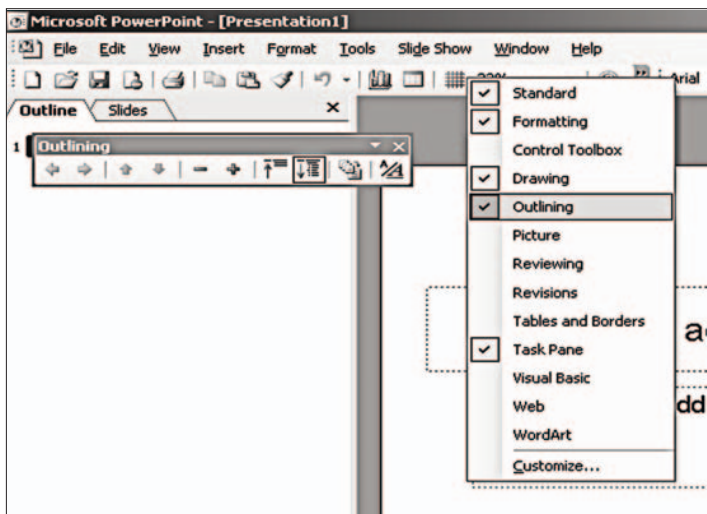 Microsoft PowerPoint - [Presentation1]
File Edit View Insert Format Tools Slide Show Window Help
Arial
Outline Slides
1 Outlining
Standard
Formatting
Control Toolbox
Drawing
Outlining
Picture
Reviewing
Revisions
Tables and Borders
Task Pane
Visual Basic
Web
WordArt
Customize...